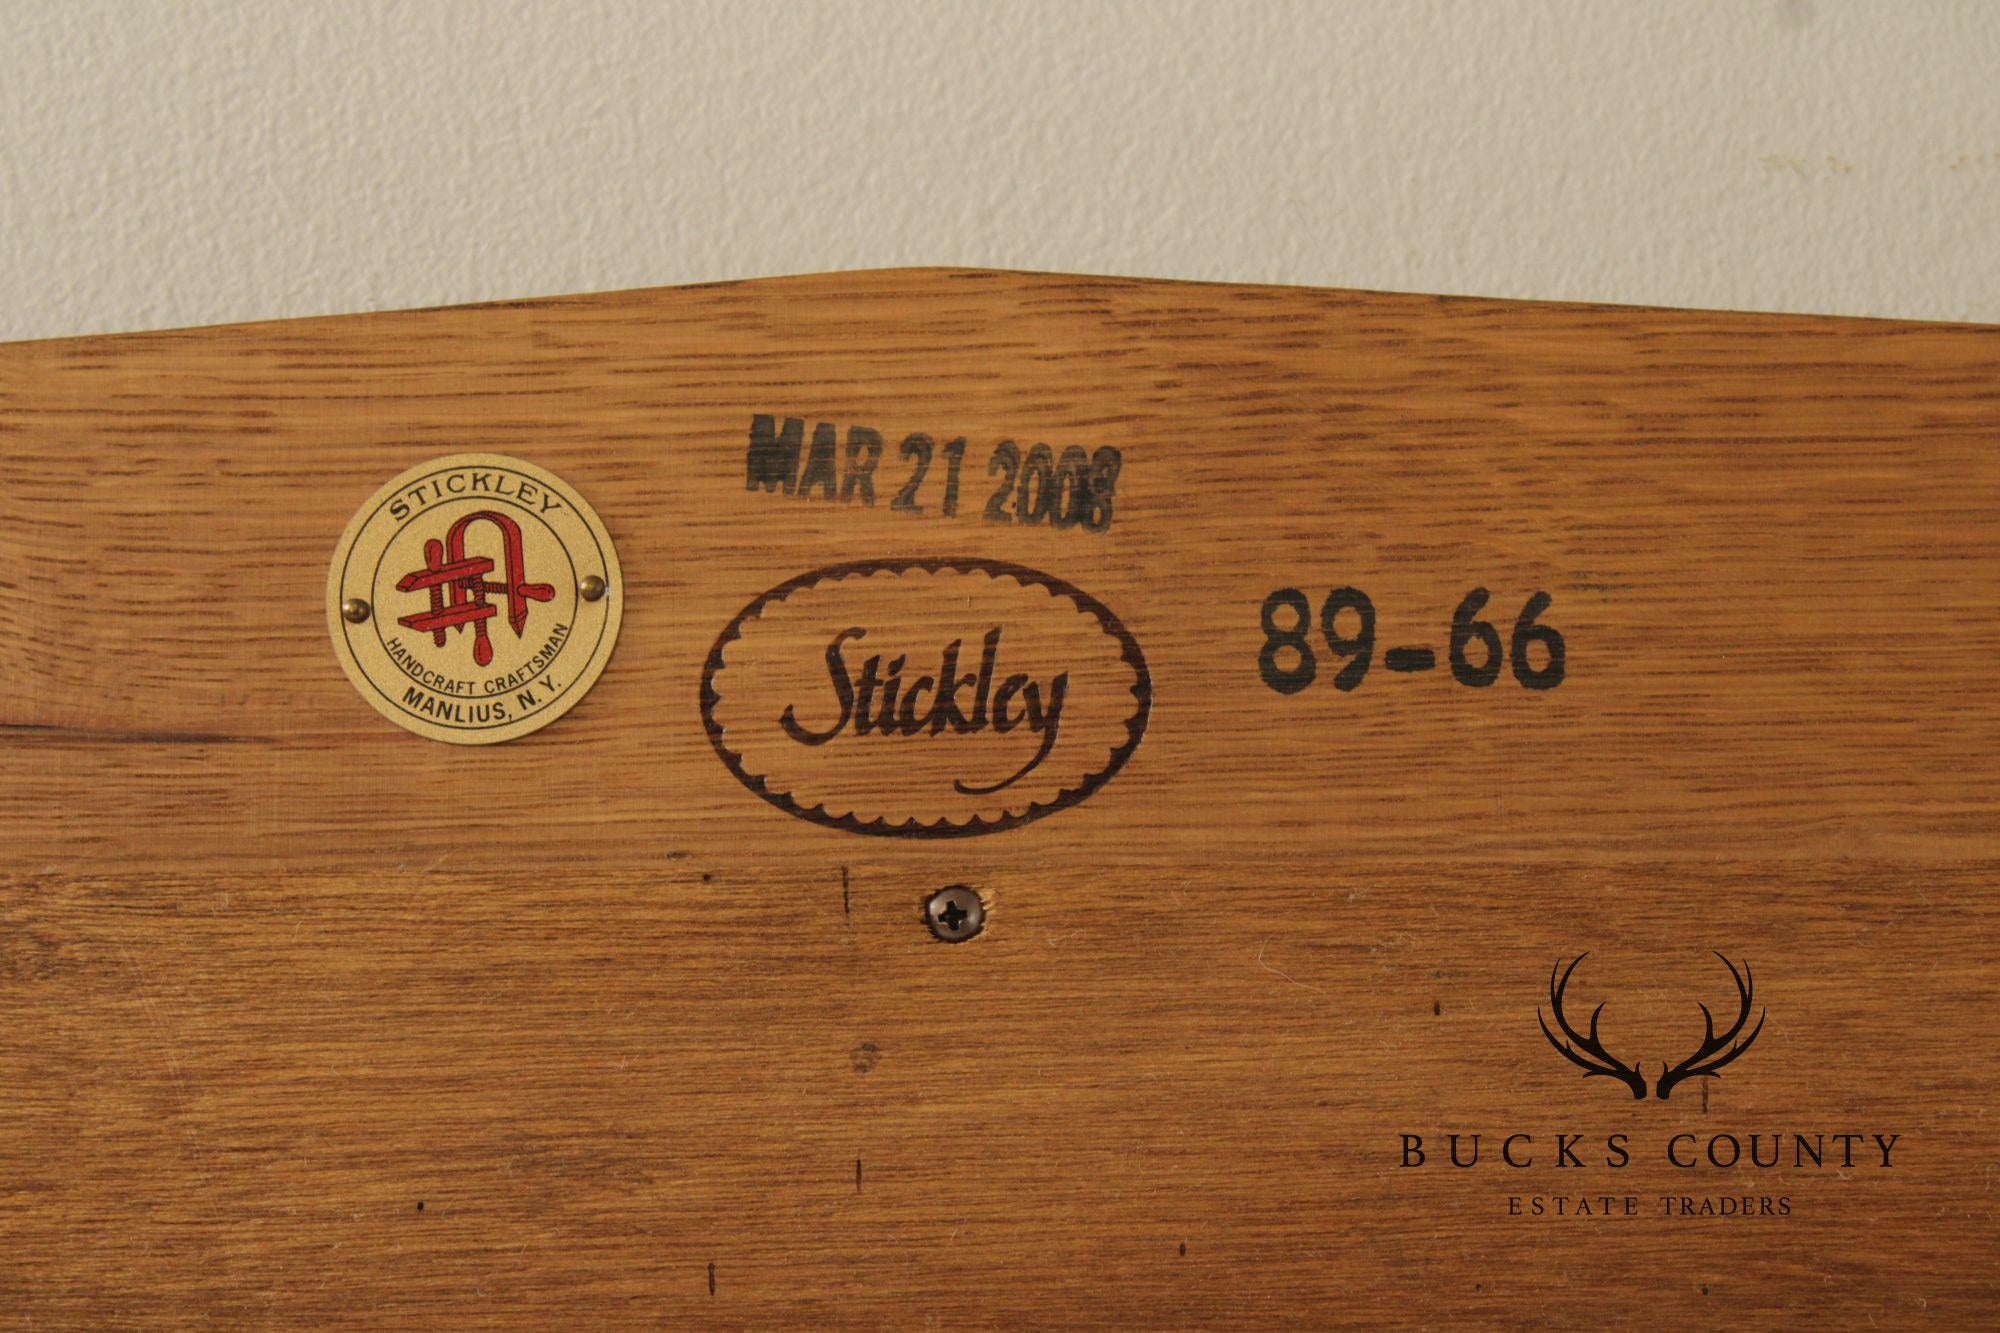 MAR 21 2008
STICKLEY
HANDCRAFT CRAFTSMAN
MANLIUS, N.Y.
Stickley
89-66
BUCKS COUNTY
ESTATE TRADERS